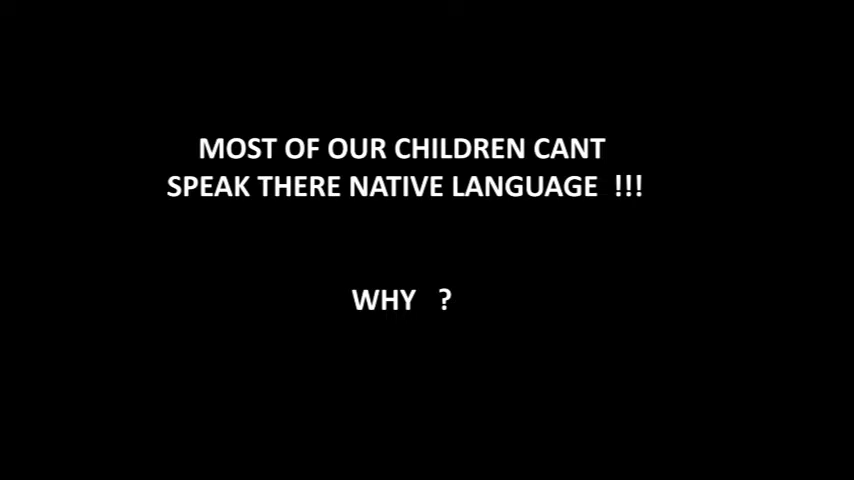 MOST OF OUR CHILDREN CANT
SPEAK THERE NATIVE LANGUAGE  !!!
WHY   ?